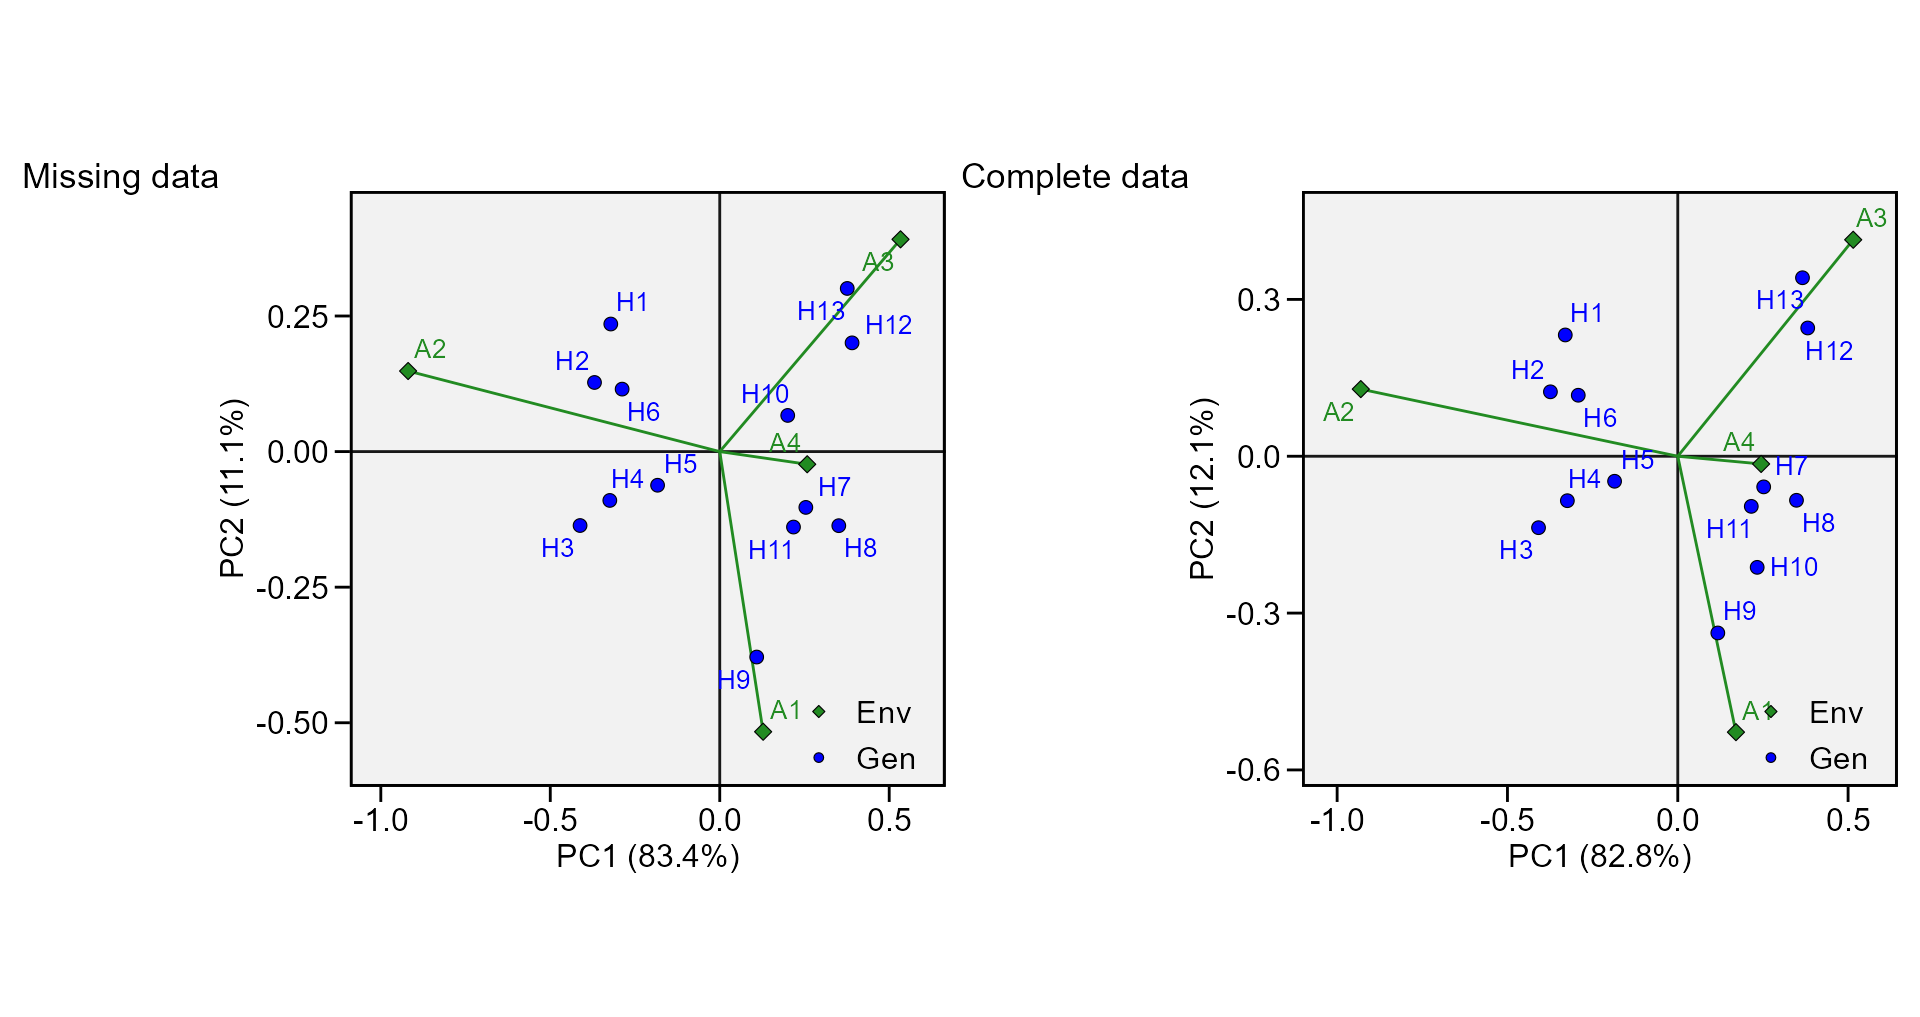 Missing data
PC2 (11.1%)
0.25
0.00
-0.25
-0.50
A3
H13
H12
H1
A2
H2
H6
H10
A4
H5
H4
H7
H3
H11
H8
H9
A1
Env
Gen
-1.0
-0.5
0.0
0.5
PC1 (83.4%)
Complete data
PC2 (12.1%)
0.3
0.0
-0.3
-0.6
A3
H13
H1
H12
H2
A2
H6
A4
H5
H7
H4
H11
H8
H3
H10
H9
A1
Env
Gen
-1.0
-0.5
0.0
0.5
PC1 (82.8%)